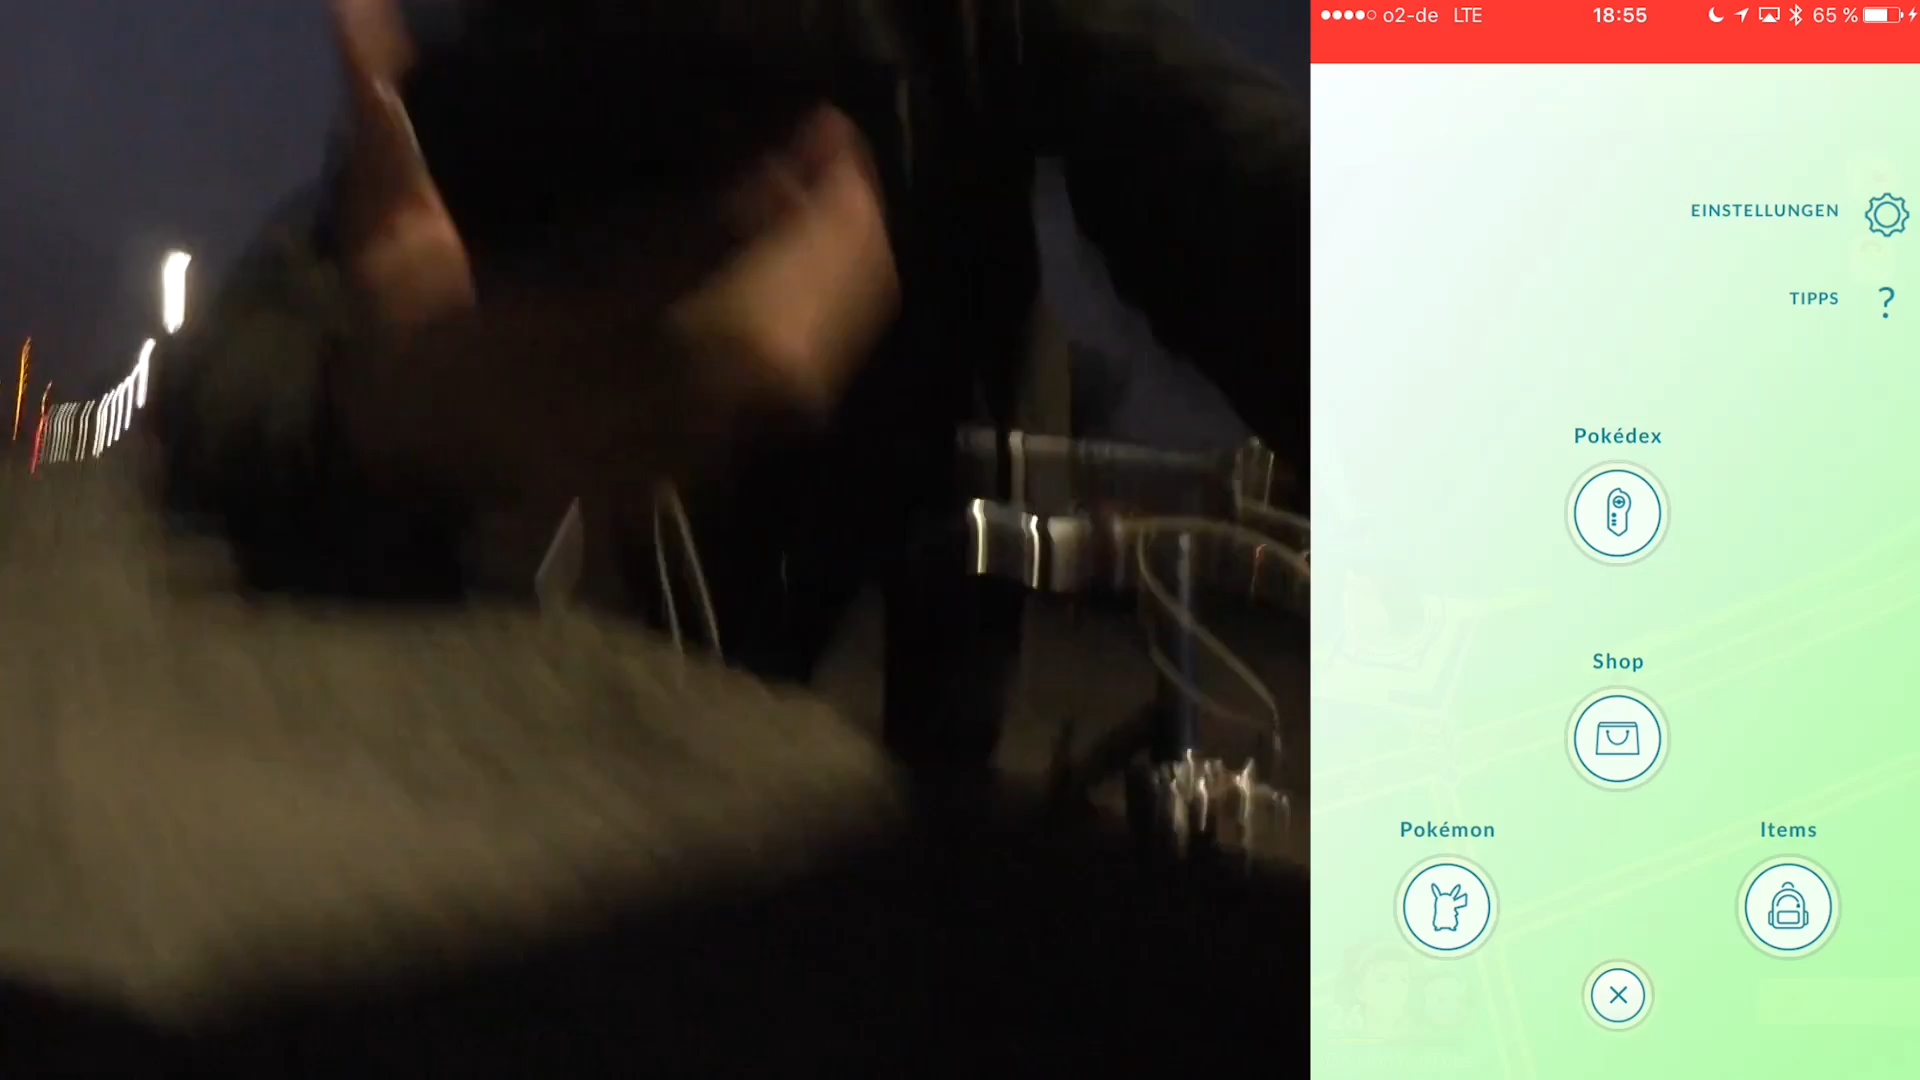 o2-de LTE 18:55 65 %
EINSTELLUNGEN
TIPPS ?
Pokédex
Shop
Pokémon
Items